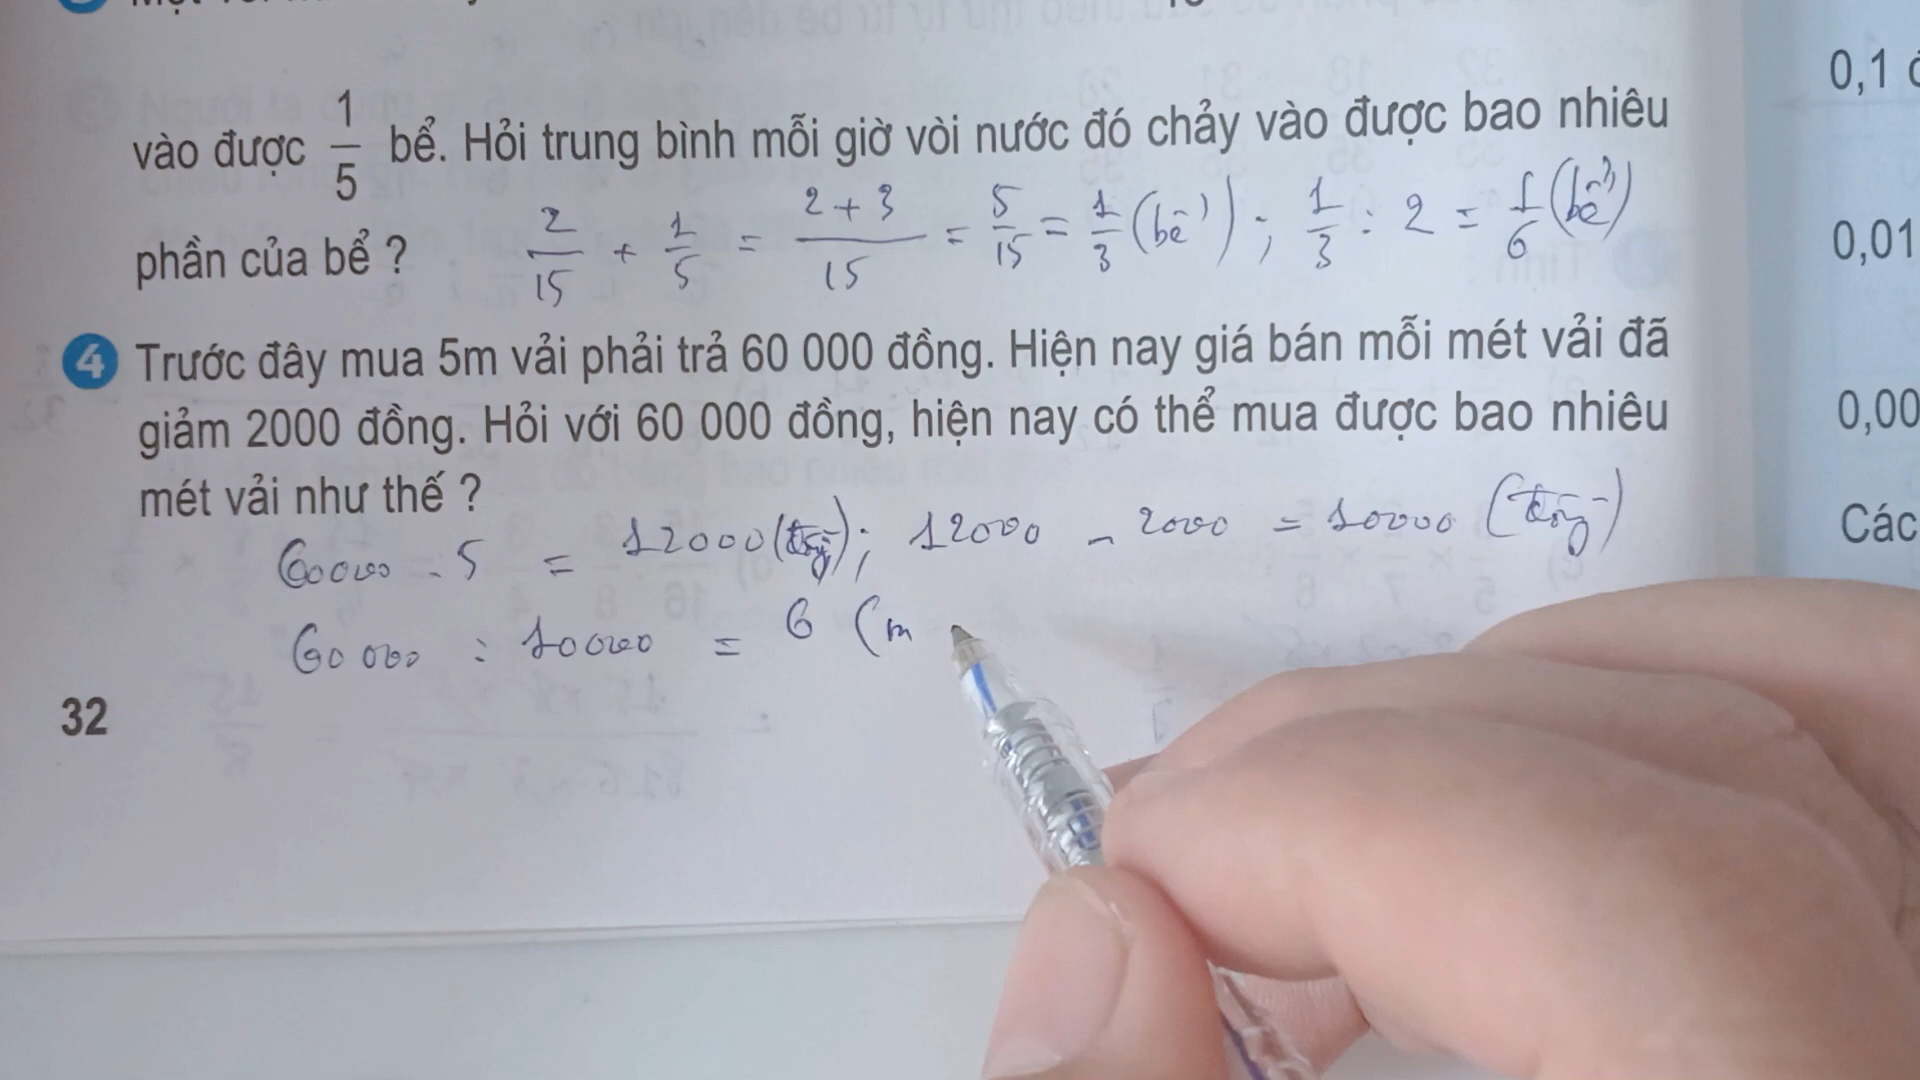 vào được 1/5 bể. Hỏi trung bình mỗi giờ vòi nước đó chảy vào được bao nhiêu
phần của bể ?
2/15 + 1/5 = 2 + 3/15 = 5/15 = 1/3 (bể) ; 1/3 : 2 = 1/6 (bể)
4 Trước đây mua 5m vải phải trả 60 000 đồng. Hiện nay giá bán mỗi mét vải đã
giảm 2000 đồng. Hỏi với 60 000 đồng, hiện nay có thể mua được bao nhiêu
mét vải như thế ?
60000 : 5 = 12000 (đồng) ; 12000 - 2000 = 10000 (đồng)
60000 : 10000 = 6 (m
32
0,1
0,01
0,00
Các